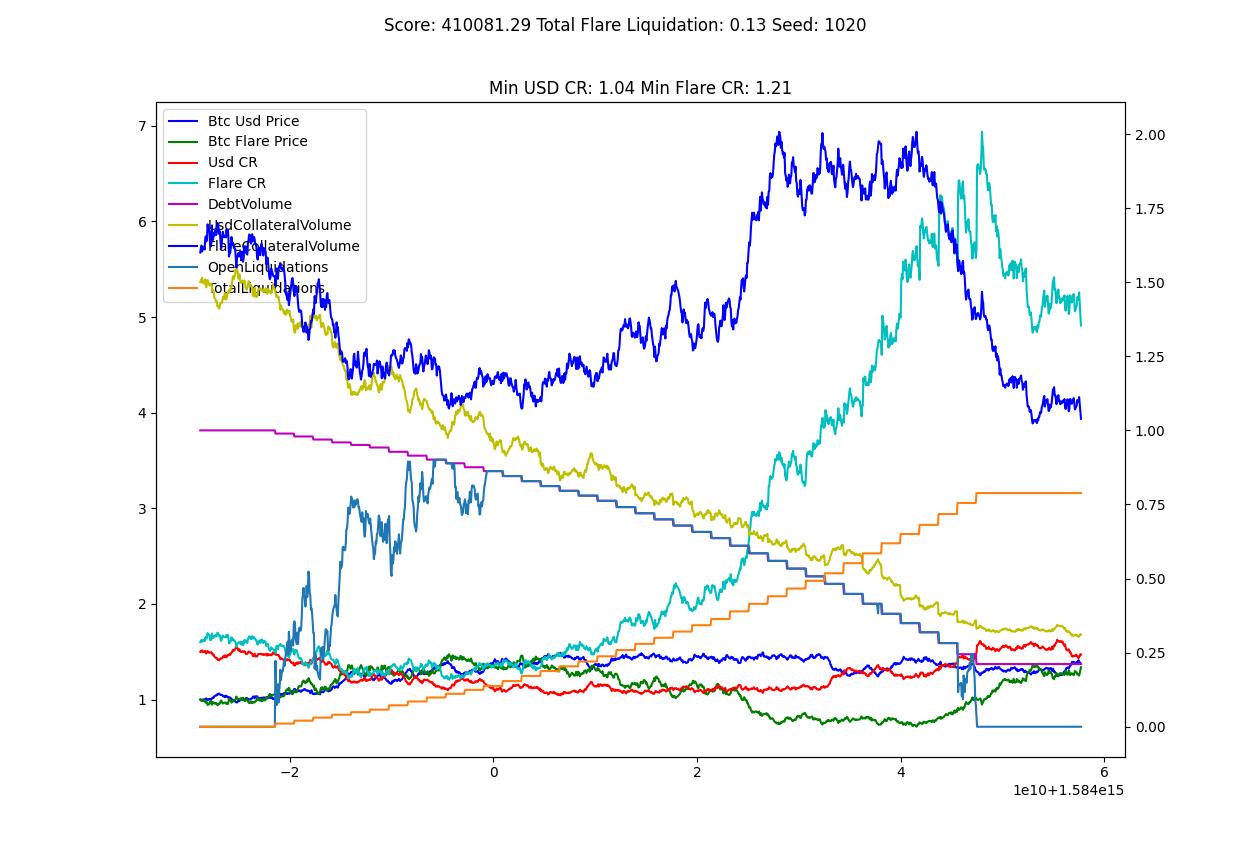 Score: 410081.29 Total Flare Liquidation: 0.13 Seed: 1020
Min USD CR: 1.04 Min Flare CR: 1.21
Btc Usd Price
Btc Flare Price
Usd CR
Flare CR
DebtVolume
UsdCollateralVolume
FlareCollateralVolume
OpenLiquidations
TotalLiquidations
7
6
5
4
3
2
1
2.00
1.75
1.50
1.25
1.00
0.75
0.50
0.25
0.00
−2
0
2
4
6
1e10+1.584e15